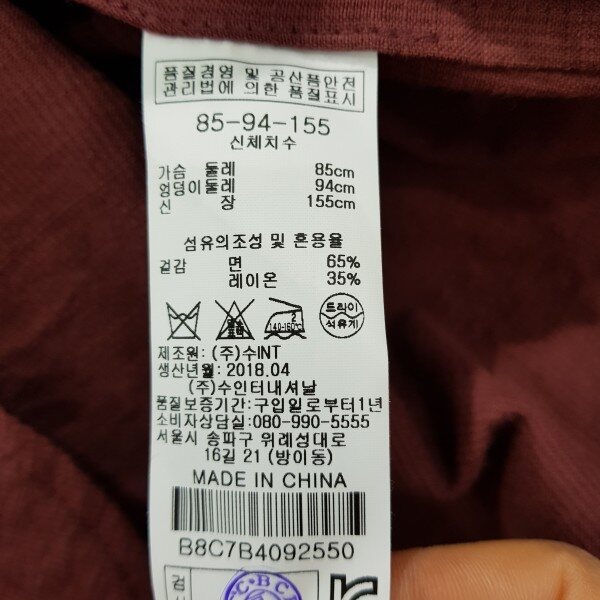 품질경영 및 공산품안전
관리법에 의한 품질표시
85-94-155
신체치수
가슴 둘레 85cm
엉덩이둘레 94cm
신 장 155cm
섬유의조성 및 혼용율
겉감 면 65%
레이온 35%
2
140-160℃
드라이
석유계
제조원: (주)수INT
생산년월: 2018.04
(주)수인터내셔날
품질보증기간:구입일로부터1년
소비자상담실:080-990-5555
서울시 송파구 위례성대로
16길 21 (방이동)
MADE IN CHINA
B8C7B4092550
검